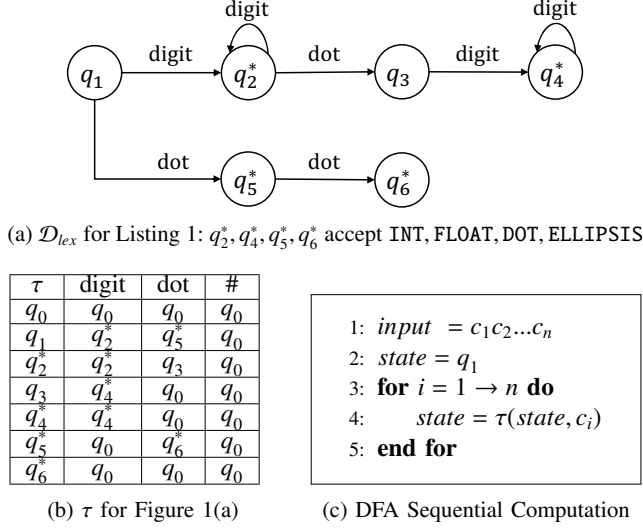 digit digit
q₁ digit q₂* dot q₃ digit q₄*
dot q₅* dot q₆*
(a) 𝒟lex for Listing 1: q₂*, q₄*, q₅*, q₆* accept INT, FLOAT, DOT, ELLIPSIS
τ digit dot #
q₀ q₀ q₀ q₀
q₁ q₂* q₅* q₀
q₂* q₂* q₃ q₀
q₃ q₄* q₀ q₀
q₄* q₄* q₀ q₀
q₅* q₀ q₆* q₀
q₆* q₀ q₀ q₀
(b) τ for Figure 1(a)
1: input = c₁c₂...cₙ
2: state = q₁
3: for i = 1 → n do
4: state = τ(state, cᵢ)
5: end for
(c) DFA Sequential Computation